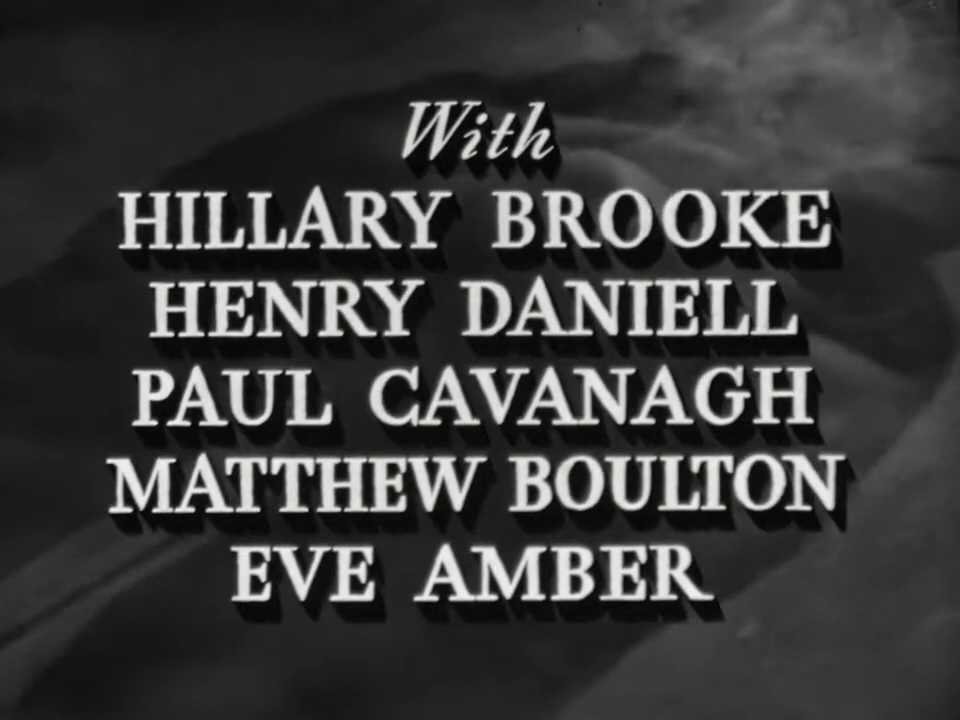 With
HILLARY BROOKE
HENRY DANIELL
PAUL CAVANAGH
MATTHEW BOULTON
EVE AMBER